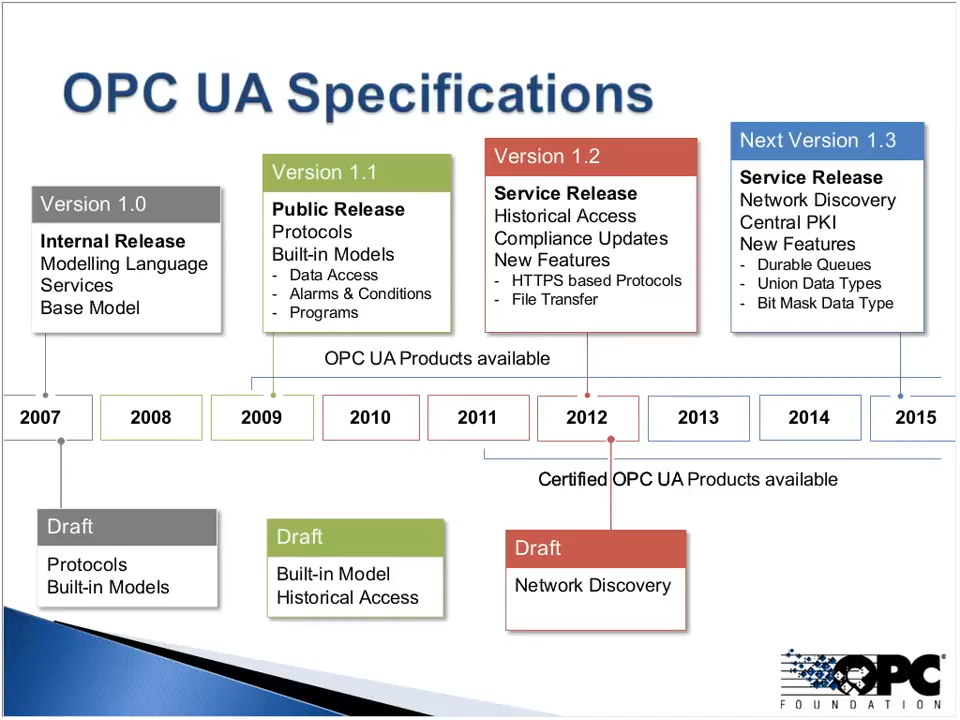 OPC UA Specifications
Version 1.0
Internal Release
Modelling Language
Services
Base Model
Version 1.1
Public Release
Protocols
Built-in Models
- Data Access
- Alarms & Conditions
- Programs
Version 1.2
Service Release
Historical Access
Compliance Updates
New Features
- HTTPS based Protocols
- File Transfer
Next Version 1.3
Service Release
Network Discovery
Central PKI
New Features
- Durable Queues
- Union Data Types
- Bit Mask Data Type
OPC UA Products available
2007 2008 2009 2010 2011 2012 2013 2014 2015
Certified OPC UA Products available
Draft
Protocols
Built-in Models
Draft
Built-in Model
Historical Access
Draft
Network Discovery
OPC®
FOUNDATION